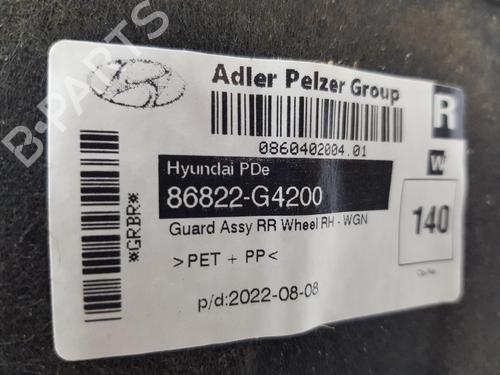 Adler Pelzer Group
R
0860402004.01
W
Hyundai PDe
86822-G4200
Guard Assy RR Wheel RH - WGN
140
>PET + PP<
p/d:2022-08-08
*GRBR*
B-PARTS